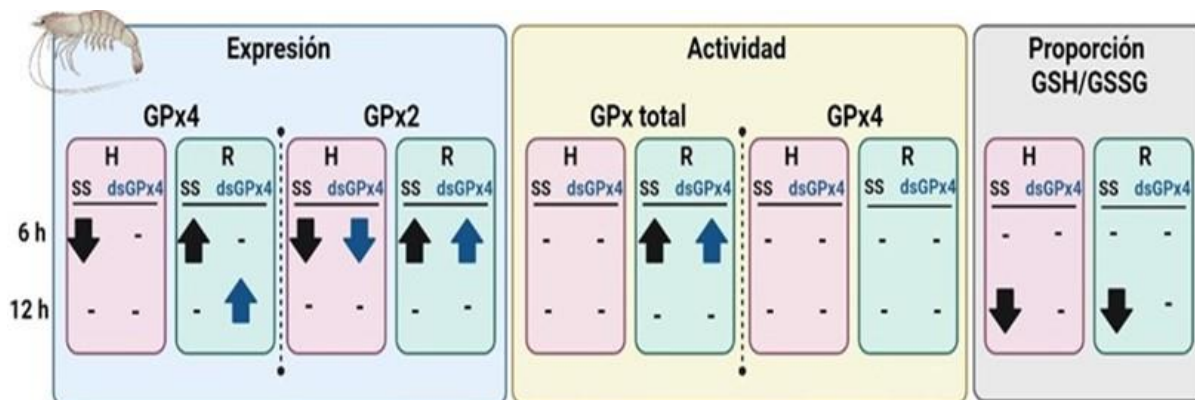 Expresión
Actividad
Proporción
GSH/GSSG
GPx4
GPx2
GPx total
GPx4
H
R
H
R
H
R
H
R
H
R
SS dsGPx4
SS dsGPx4
SS dsGPx4
SS dsGPx4
SS dsGPx4
SS dsGPx4
SS dsGPx4
SS dsGPx4
SS dsGPx4
SS dsGPx4
6 h
- - - - - - - - - - - -
12 h
- - - - - - - - - - - - - - - - -